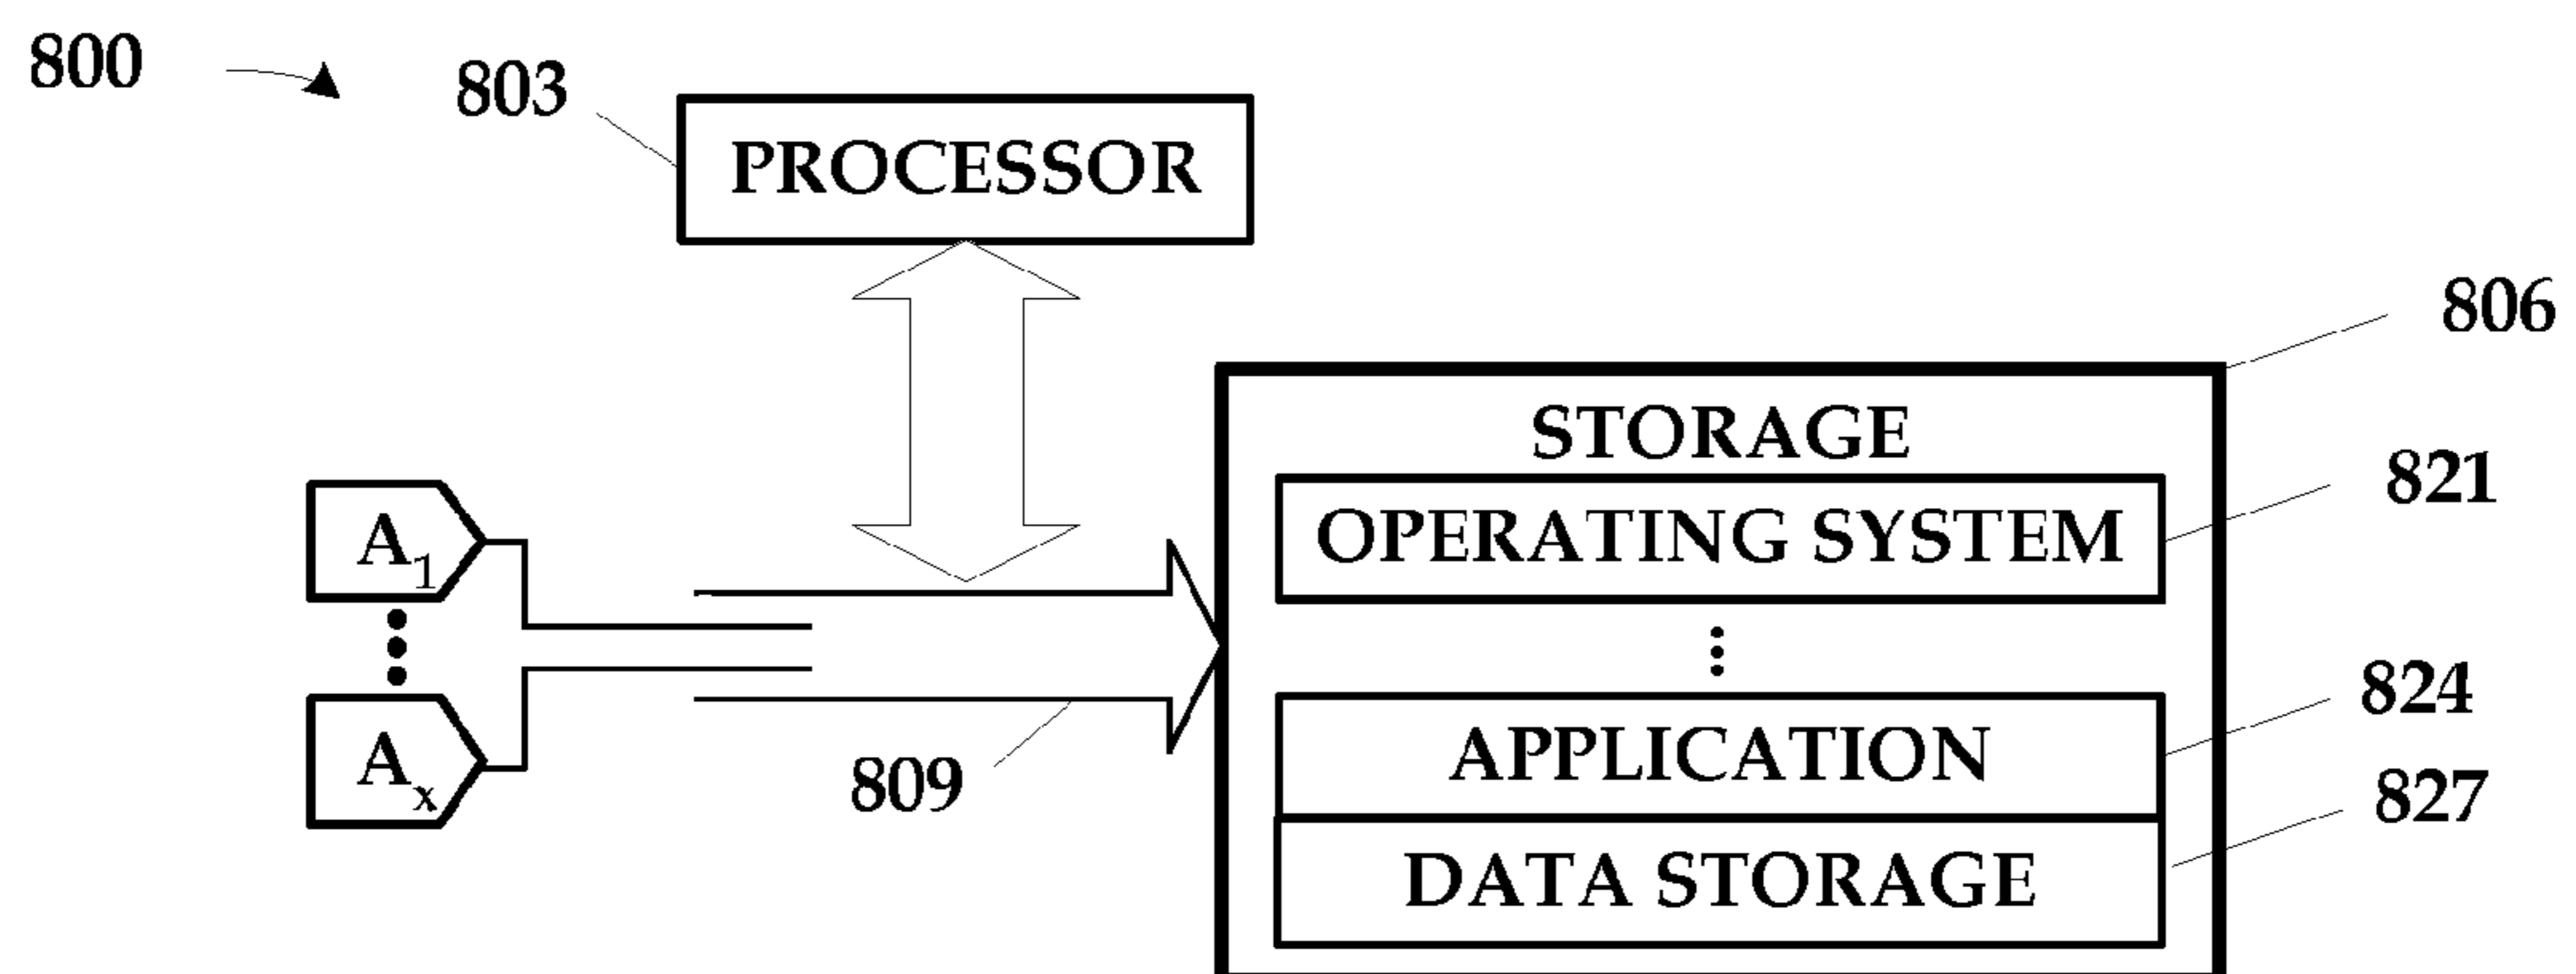 800
803
PROCESSOR
806
STORAGE
821
OPERATING SYSTEM
A1
824
APPLICATION
Ax
809
827
DATA STORAGE